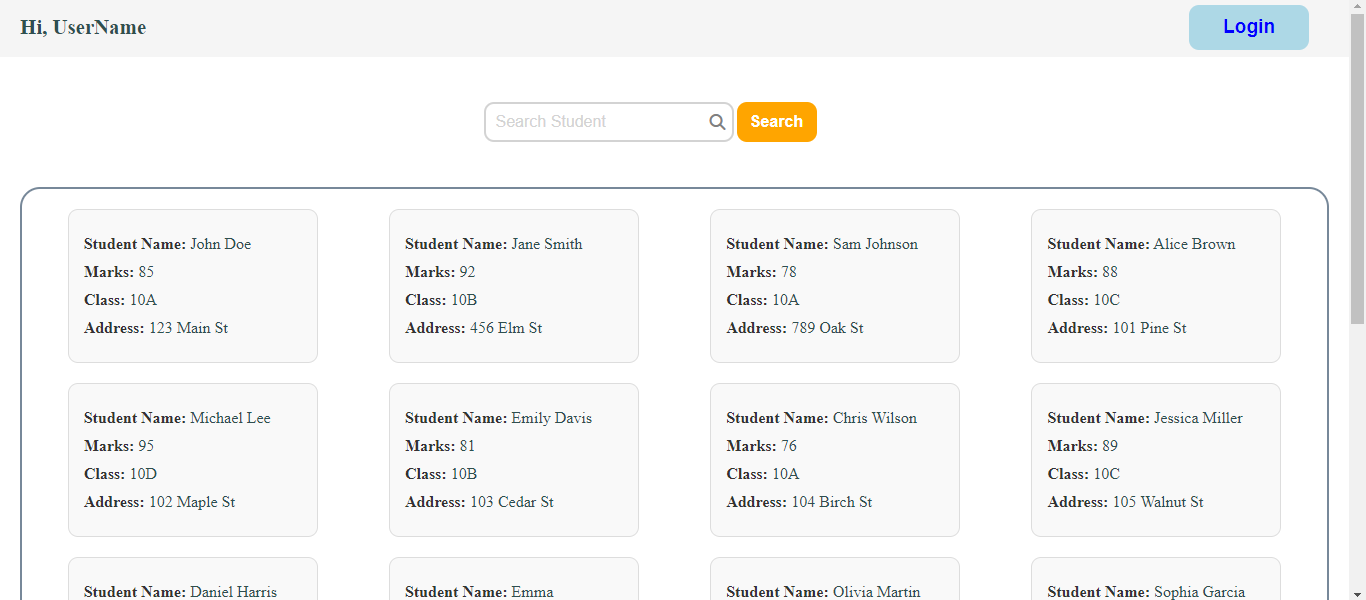 Hi, UserName
Login
Search Student
Search
Student Name: John Doe
Marks: 85
Class: 10A
Address: 123 Main St
Student Name: Jane Smith
Marks: 92
Class: 10B
Address: 456 Elm St
Student Name: Sam Johnson
Marks: 78
Class: 10A
Address: 789 Oak St
Student Name: Alice Brown
Marks: 88
Class: 10C
Address: 101 Pine St
Student Name: Michael Lee
Marks: 95
Class: 10D
Address: 102 Maple St
Student Name: Emily Davis
Marks: 81
Class: 10B
Address: 103 Cedar St
Student Name: Chris Wilson
Marks: 76
Class: 10A
Address: 104 Birch St
Student Name: Jessica Miller
Marks: 89
Class: 10C
Address: 105 Walnut St
Student Name: Daniel Harris
Student Name: Emma
Student Name: Olivia Martin
Student Name: Sophia Garcia